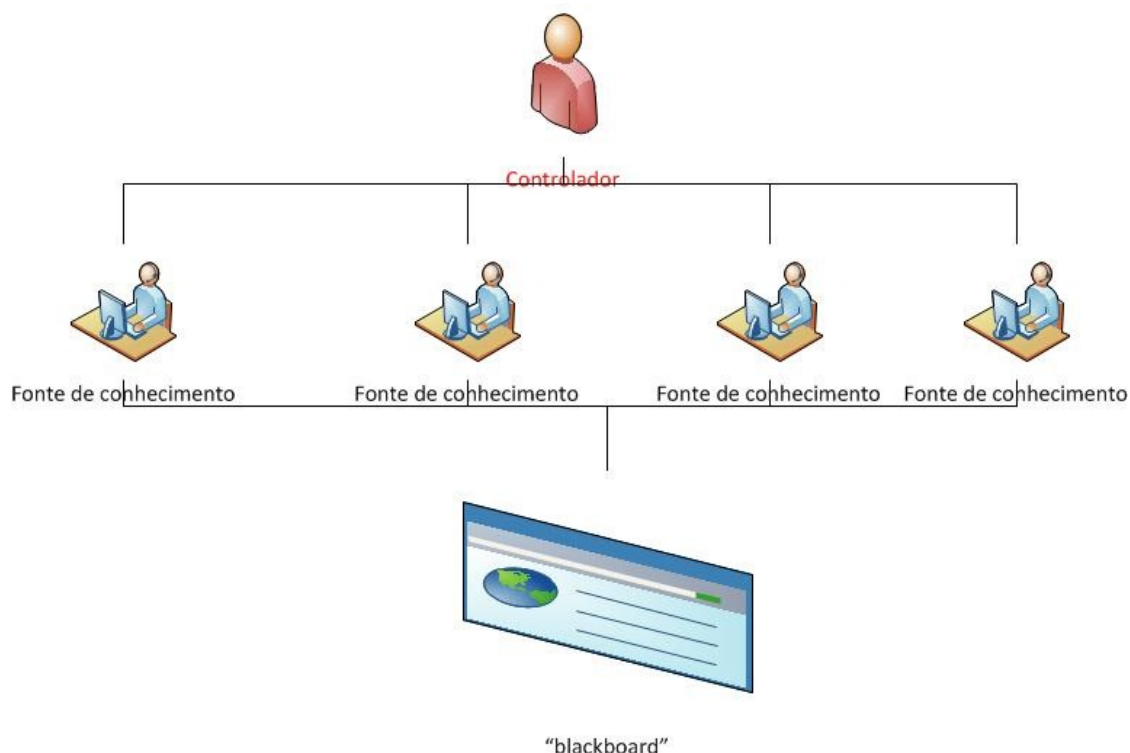 Controlador
Fonte de conhecimento
Fonte de conhecimento
Fonte de conhecimento
Fonte de conhecimento
“blackboard”